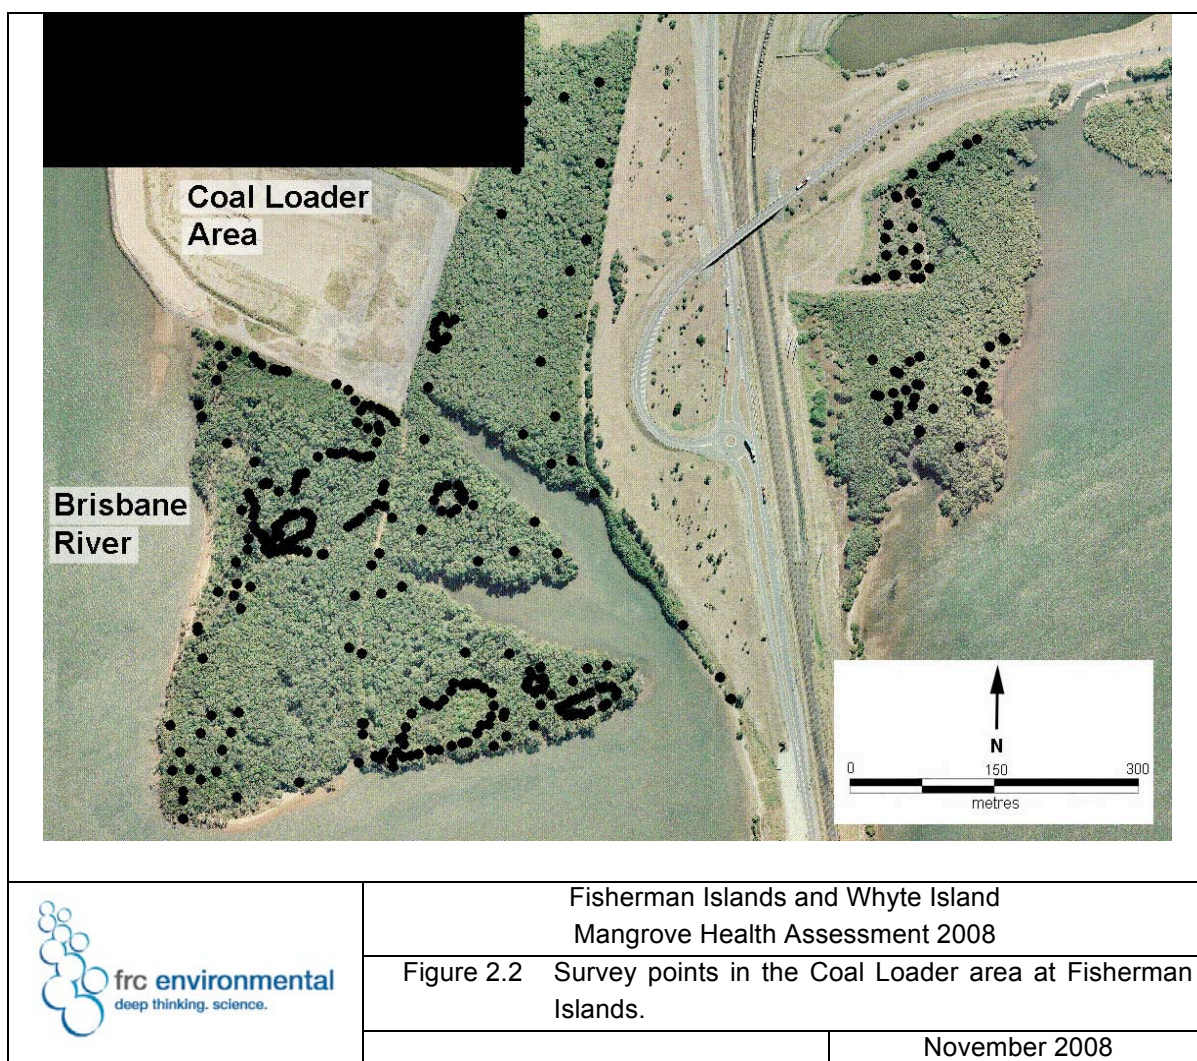 Coal Loader
Area
Brisbane
River
N
0 150 300
metres
frc environmental
deep thinking. science.
Fisherman Islands and Whyte Island
Mangrove Health Assessment 2008
Figure 2.2 Survey points in the Coal Loader area at Fisherman
Islands.
November 2008